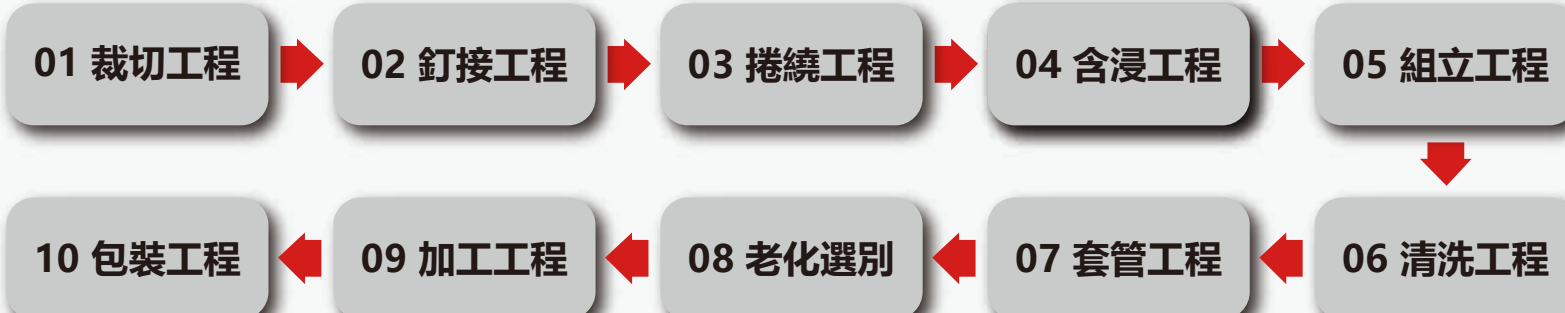 01 裁切工程
02 釘接工程
03 捲繞工程
04 含浸工程
05 組立工程
06 清洗工程
07 套管工程
08 老化選別
09 加工工程
10 包裝工程